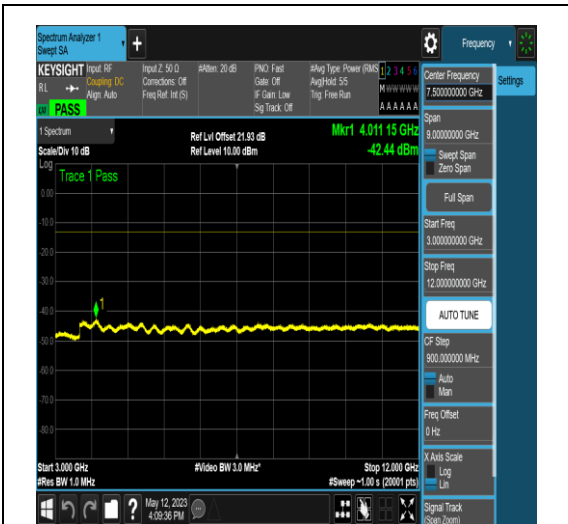 Spectrum Analyzer 1
Swept SA
Frequency
KEYSIGHT
RL
PASS
Input: RF
Coupling: DC
Align: Auto
Input Z: 50 Ω
Corrections: Off
Freq Ref: Int (S)
#Atten: 20 dB
PNO: Fast
Gate: Off
IF Gain: Low
Sig Track: Off
#Avg Type: Power (RMS
Avg|Hold: 5/5
Trig: Free Run
1 2 3 4 5 6
M W W W W W
A A A A A A
1 Spectrum
Scale/Div 10 dB
Ref Lvl Offset 21.93 dB
Ref Level 10.00 dBm
Mkr1 4.011 15 GHz
-42.44 dBm
Log
Trace 1 Pass
0.00
-10.0
-20.0
-30.0
-40.0
-50.0
-60.0
-70.0
-80.0
1
Start 3.000 GHz
#Res BW 1.0 MHz
#Video BW 3.0 MHz*
Stop 12.000 GHz
#Sweep ~1.00 s (20001 pts)
Center Frequency
7.500000000 GHz
Settings
Span
9.00000000 GHz
Swept Span
Zero Span
Full Span
Start Freq
3.000000000 GHz
Stop Freq
12.000000000 GHz
AUTO TUNE
CF Step
900.000000 MHz
Auto
Man
Freq Offset
0 Hz
X Axis Scale
Log
Lin
Signal Track
(Span Zoom)
?
May 12, 2023
4:09:36 PM